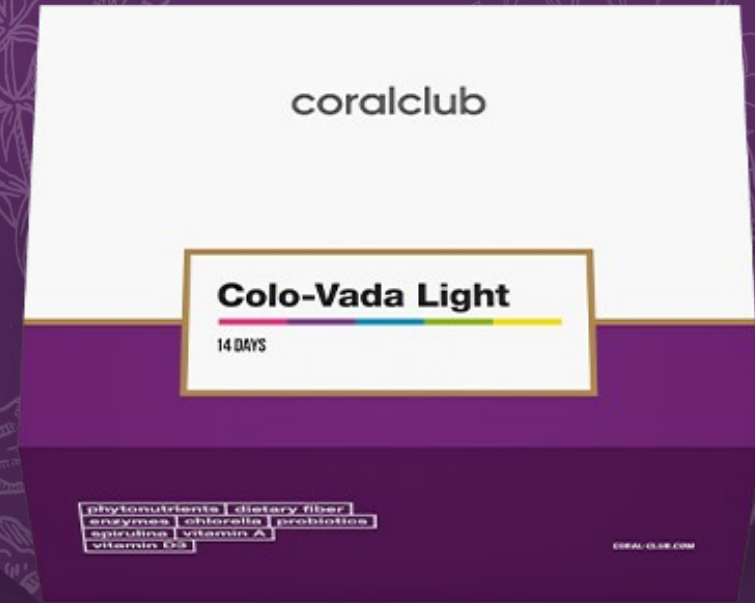 coralclub
Colo-Vada Light
14 DAYS
phytonutrients dietary fiber
enzymes chlorella probiotics
spirulina vitamin A
vitamin D3
CORAL-CLUB.COM